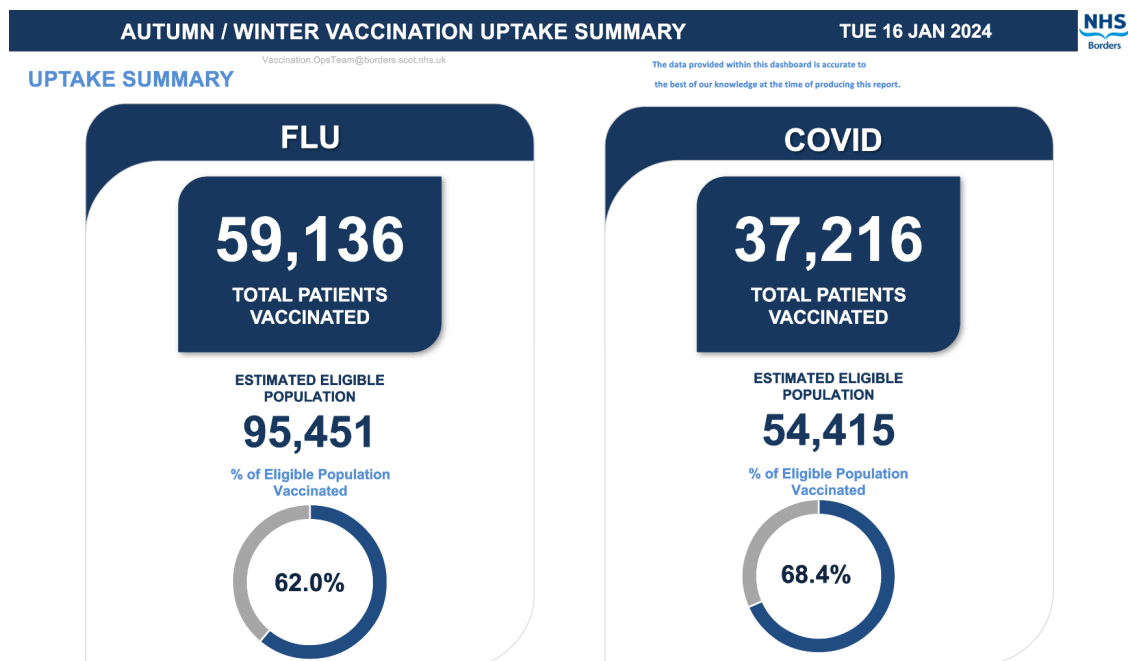 AUTUMN / WINTER VACCINATION UPTAKE SUMMARY
TUE 16 JAN 2024
NHS
Borders
Vaccination.OpsTeam@borders.scot.nhs.uk
UPTAKE SUMMARY
The data provided within this dashboard is accurate to
the best of our knowledge at the time of producing this report.
FLU
59,136
TOTAL PATIENTS
VACCINATED
ESTIMATED ELIGIBLE
POPULATION
95,451
% of Eligible Population
Vaccinated
62.0%
COVID
37,216
TOTAL PATIENTS
VACCINATED
ESTIMATED ELIGIBLE
POPULATION
54,415
% of Eligible Population
Vaccinated
68.4%